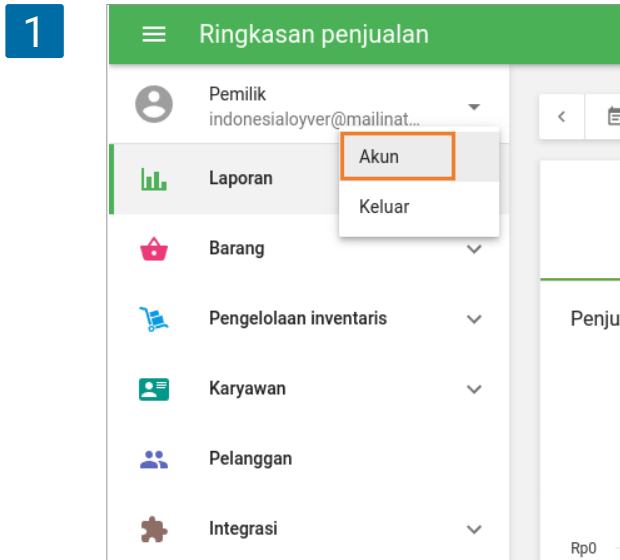 1
Ringkasan penjualan
Pemilik
indonesialoyver@mailinat...
Akun
Laporan
Keluar
Barang
Pengelolaan inventaris
Penju
Karyawan
Pelanggan
Integrasi
Rp0